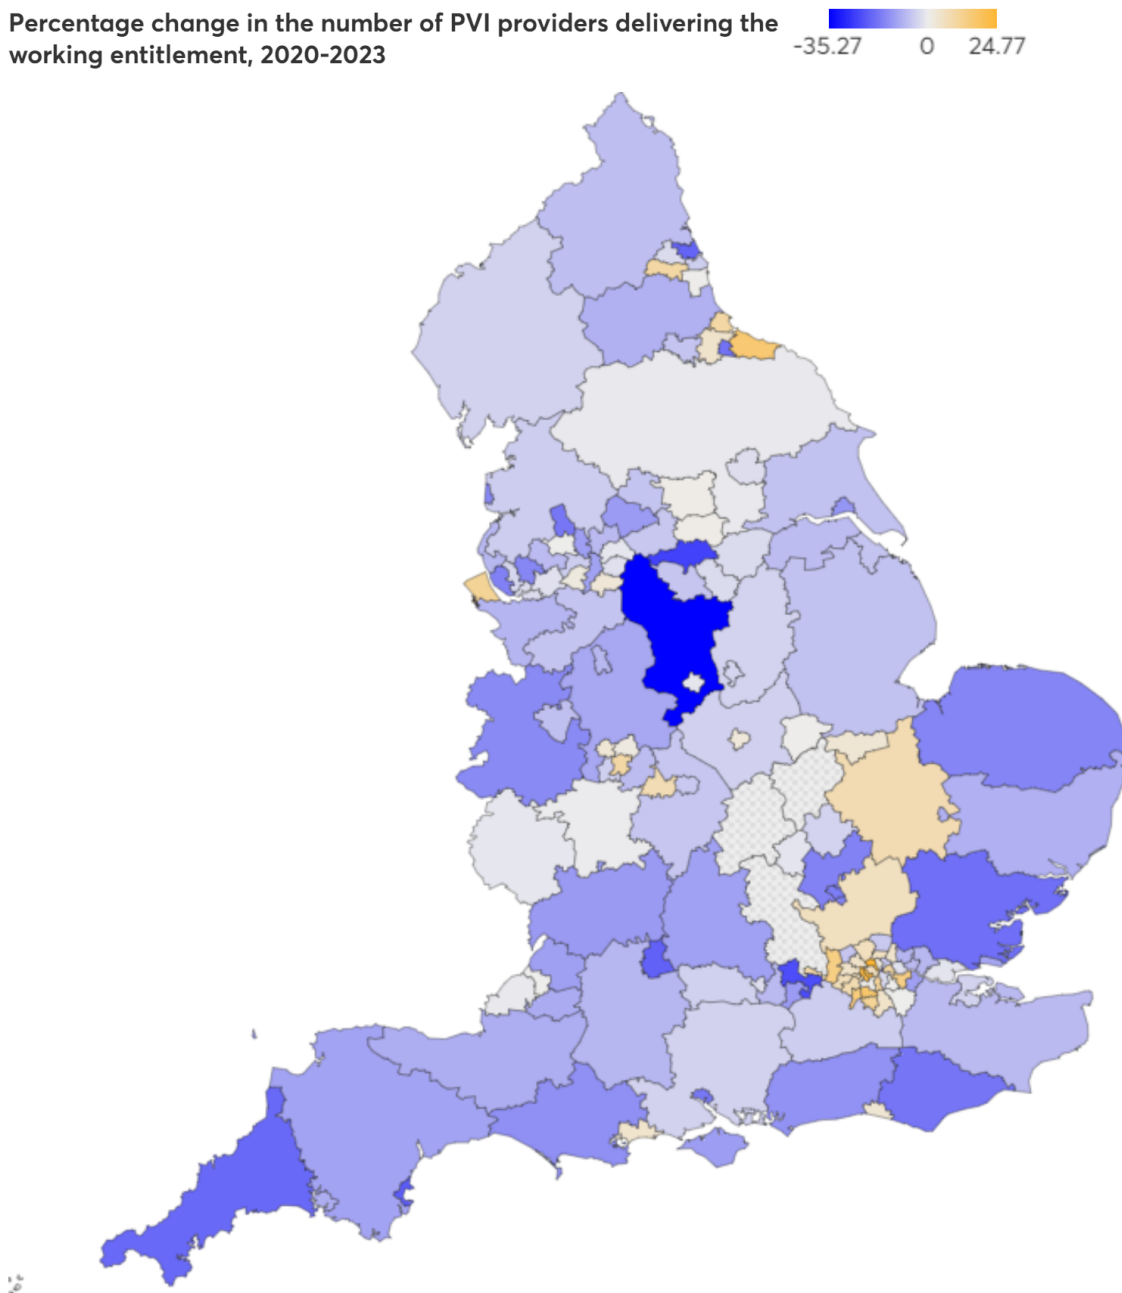 Percentage change in the number of PVI providers delivering the
working entitlement, 2020-2023
-35.27 0 24.77